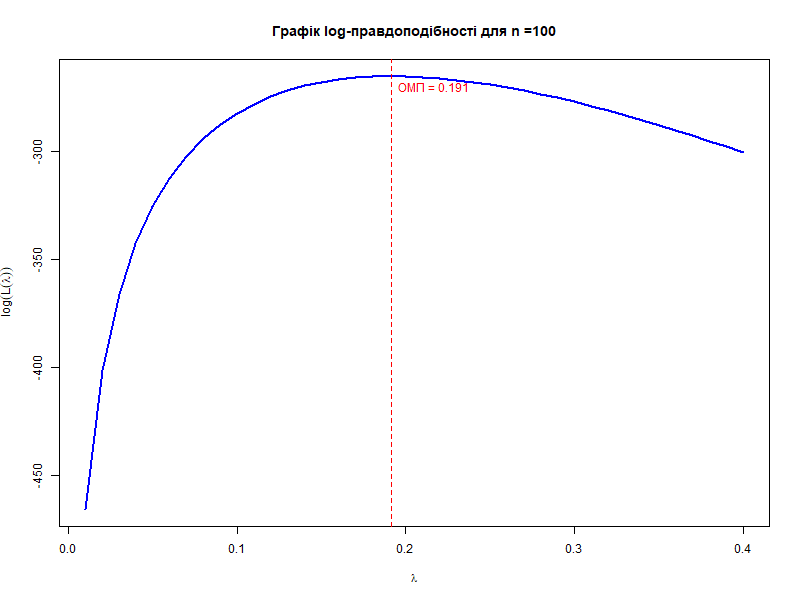 Графік log-правдоподібності для n =100
ОМП = 0.191
log(L(λ))
-300
-350
-400
-450
0.0
0.1
0.2
0.3
0.4
λ